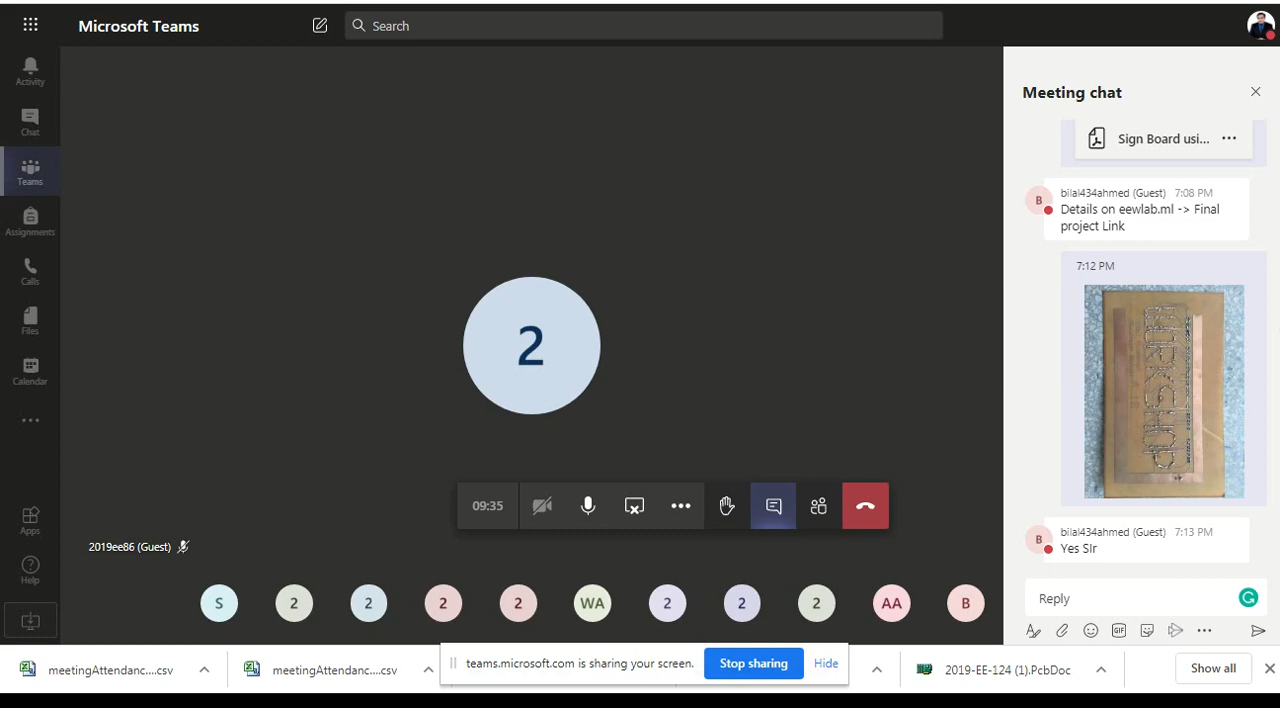 Microsoft Teams
Search
Activity
Chat
Teams
Assignments
Calls
Files
Calendar
Apps
Help
2
09:35
2019ee86 (Guest)
S
2
2
2
2
WA
2
2
2
AA
B
Meeting chat
Sign Board usi...
B
bilal434ahmed (Guest) 7:08 PM
Details on eewlab.ml -> Final
project Link
7:12 PM
WORKSHOP
B
bilal434ahmed (Guest) 7:13 PM
Yes SIr
Reply
GIF
meetingAttendanc....csv
meetingAttendanc....csv
teams.microsoft.com is sharing your screen.
Stop sharing
Hide
2019-EE-124 (1).PcbDoc
Show all